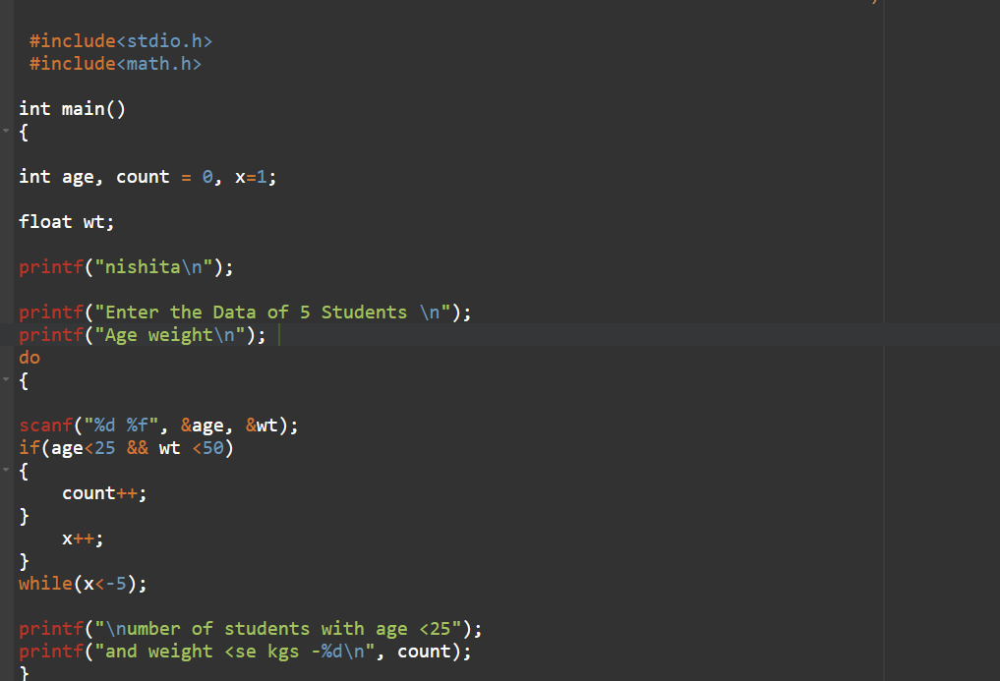 #include<stdio.h>
#include<math.h>
int main()
{
int age, count = 0, x=1;
float wt;
printf("nishita\n");
printf("Enter the Data of 5 Students \n");
printf("Age weight\n");
do
{
scanf("%d %f", &age, &wt);
if(age<25 && wt <50)
{
count++;
}
x++;
}
while(x<-5);
printf("\number of students with age <25");
printf("and weight <se kgs -%d\n", count);
}